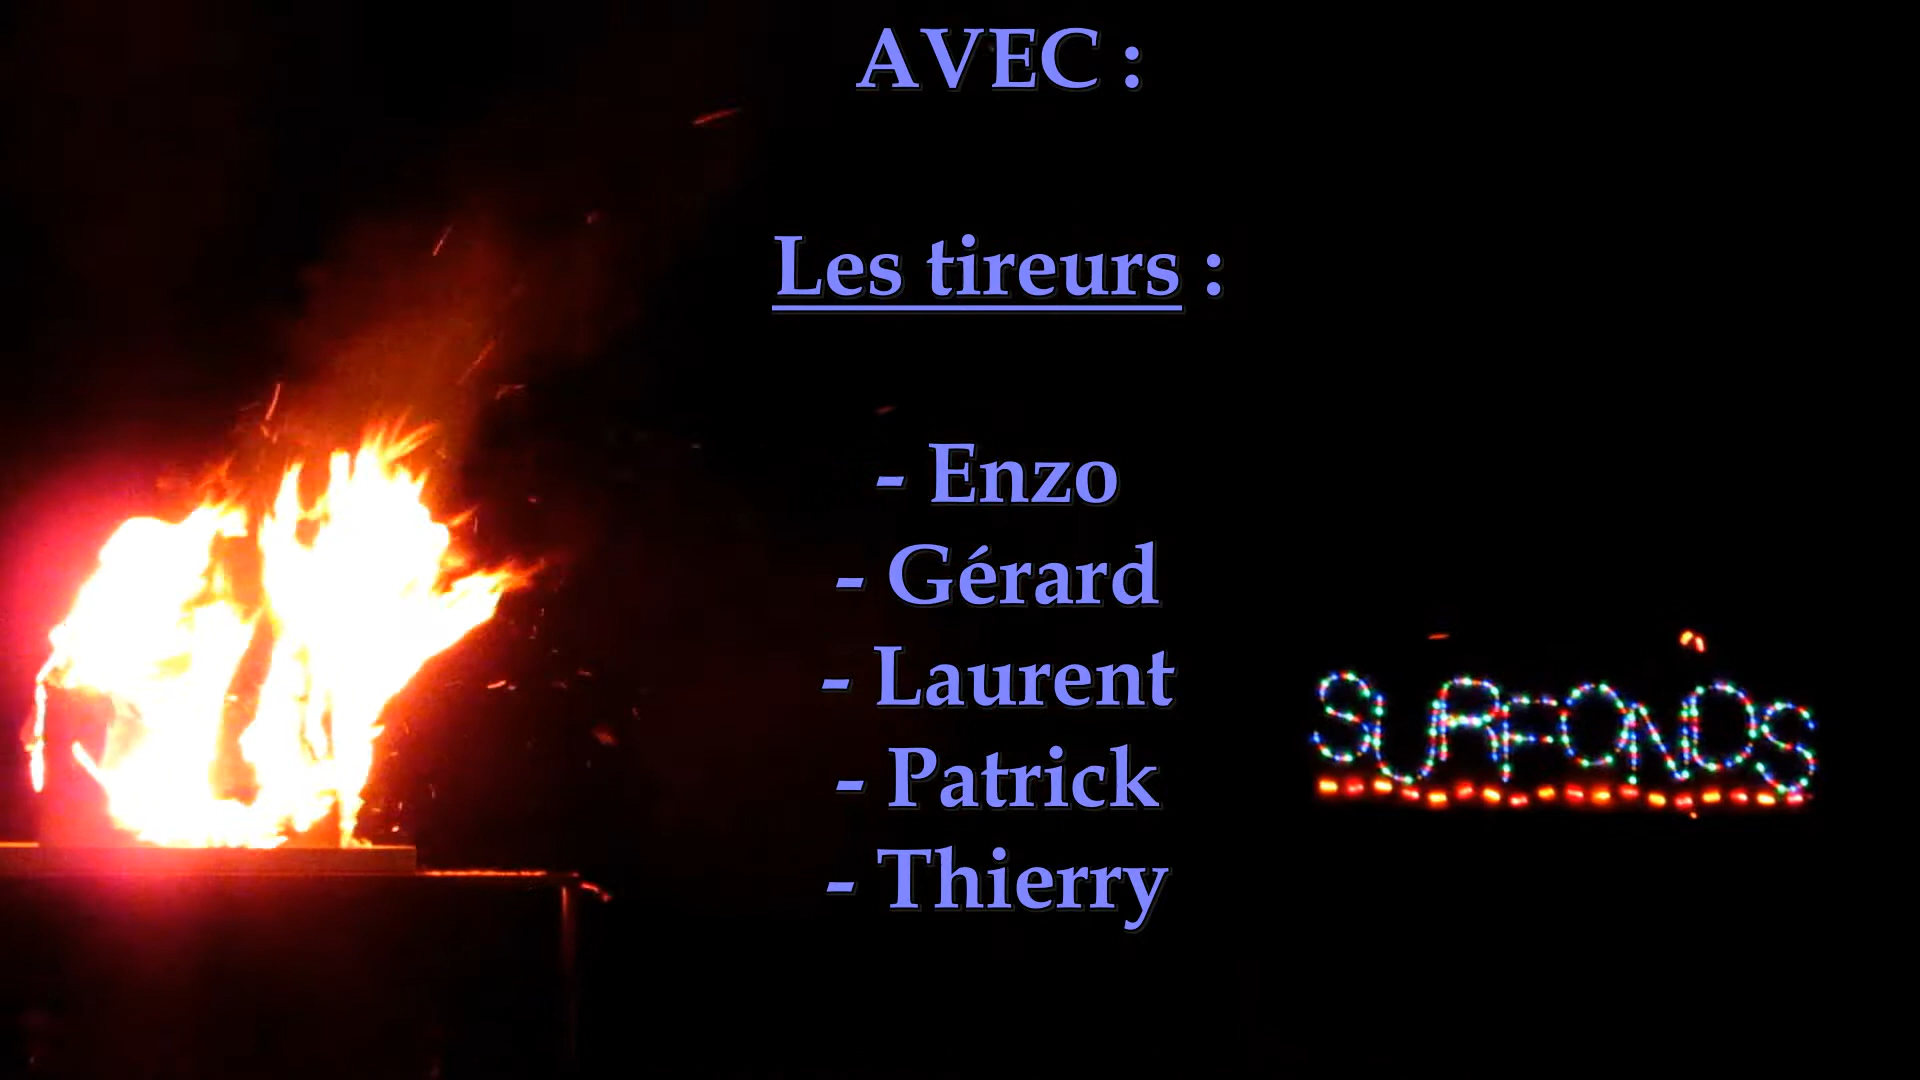 AVEC :
Les tireurs :
- Enzo
- Gérard
- Laurent
- Patrick
- Thierry
SURFONDS